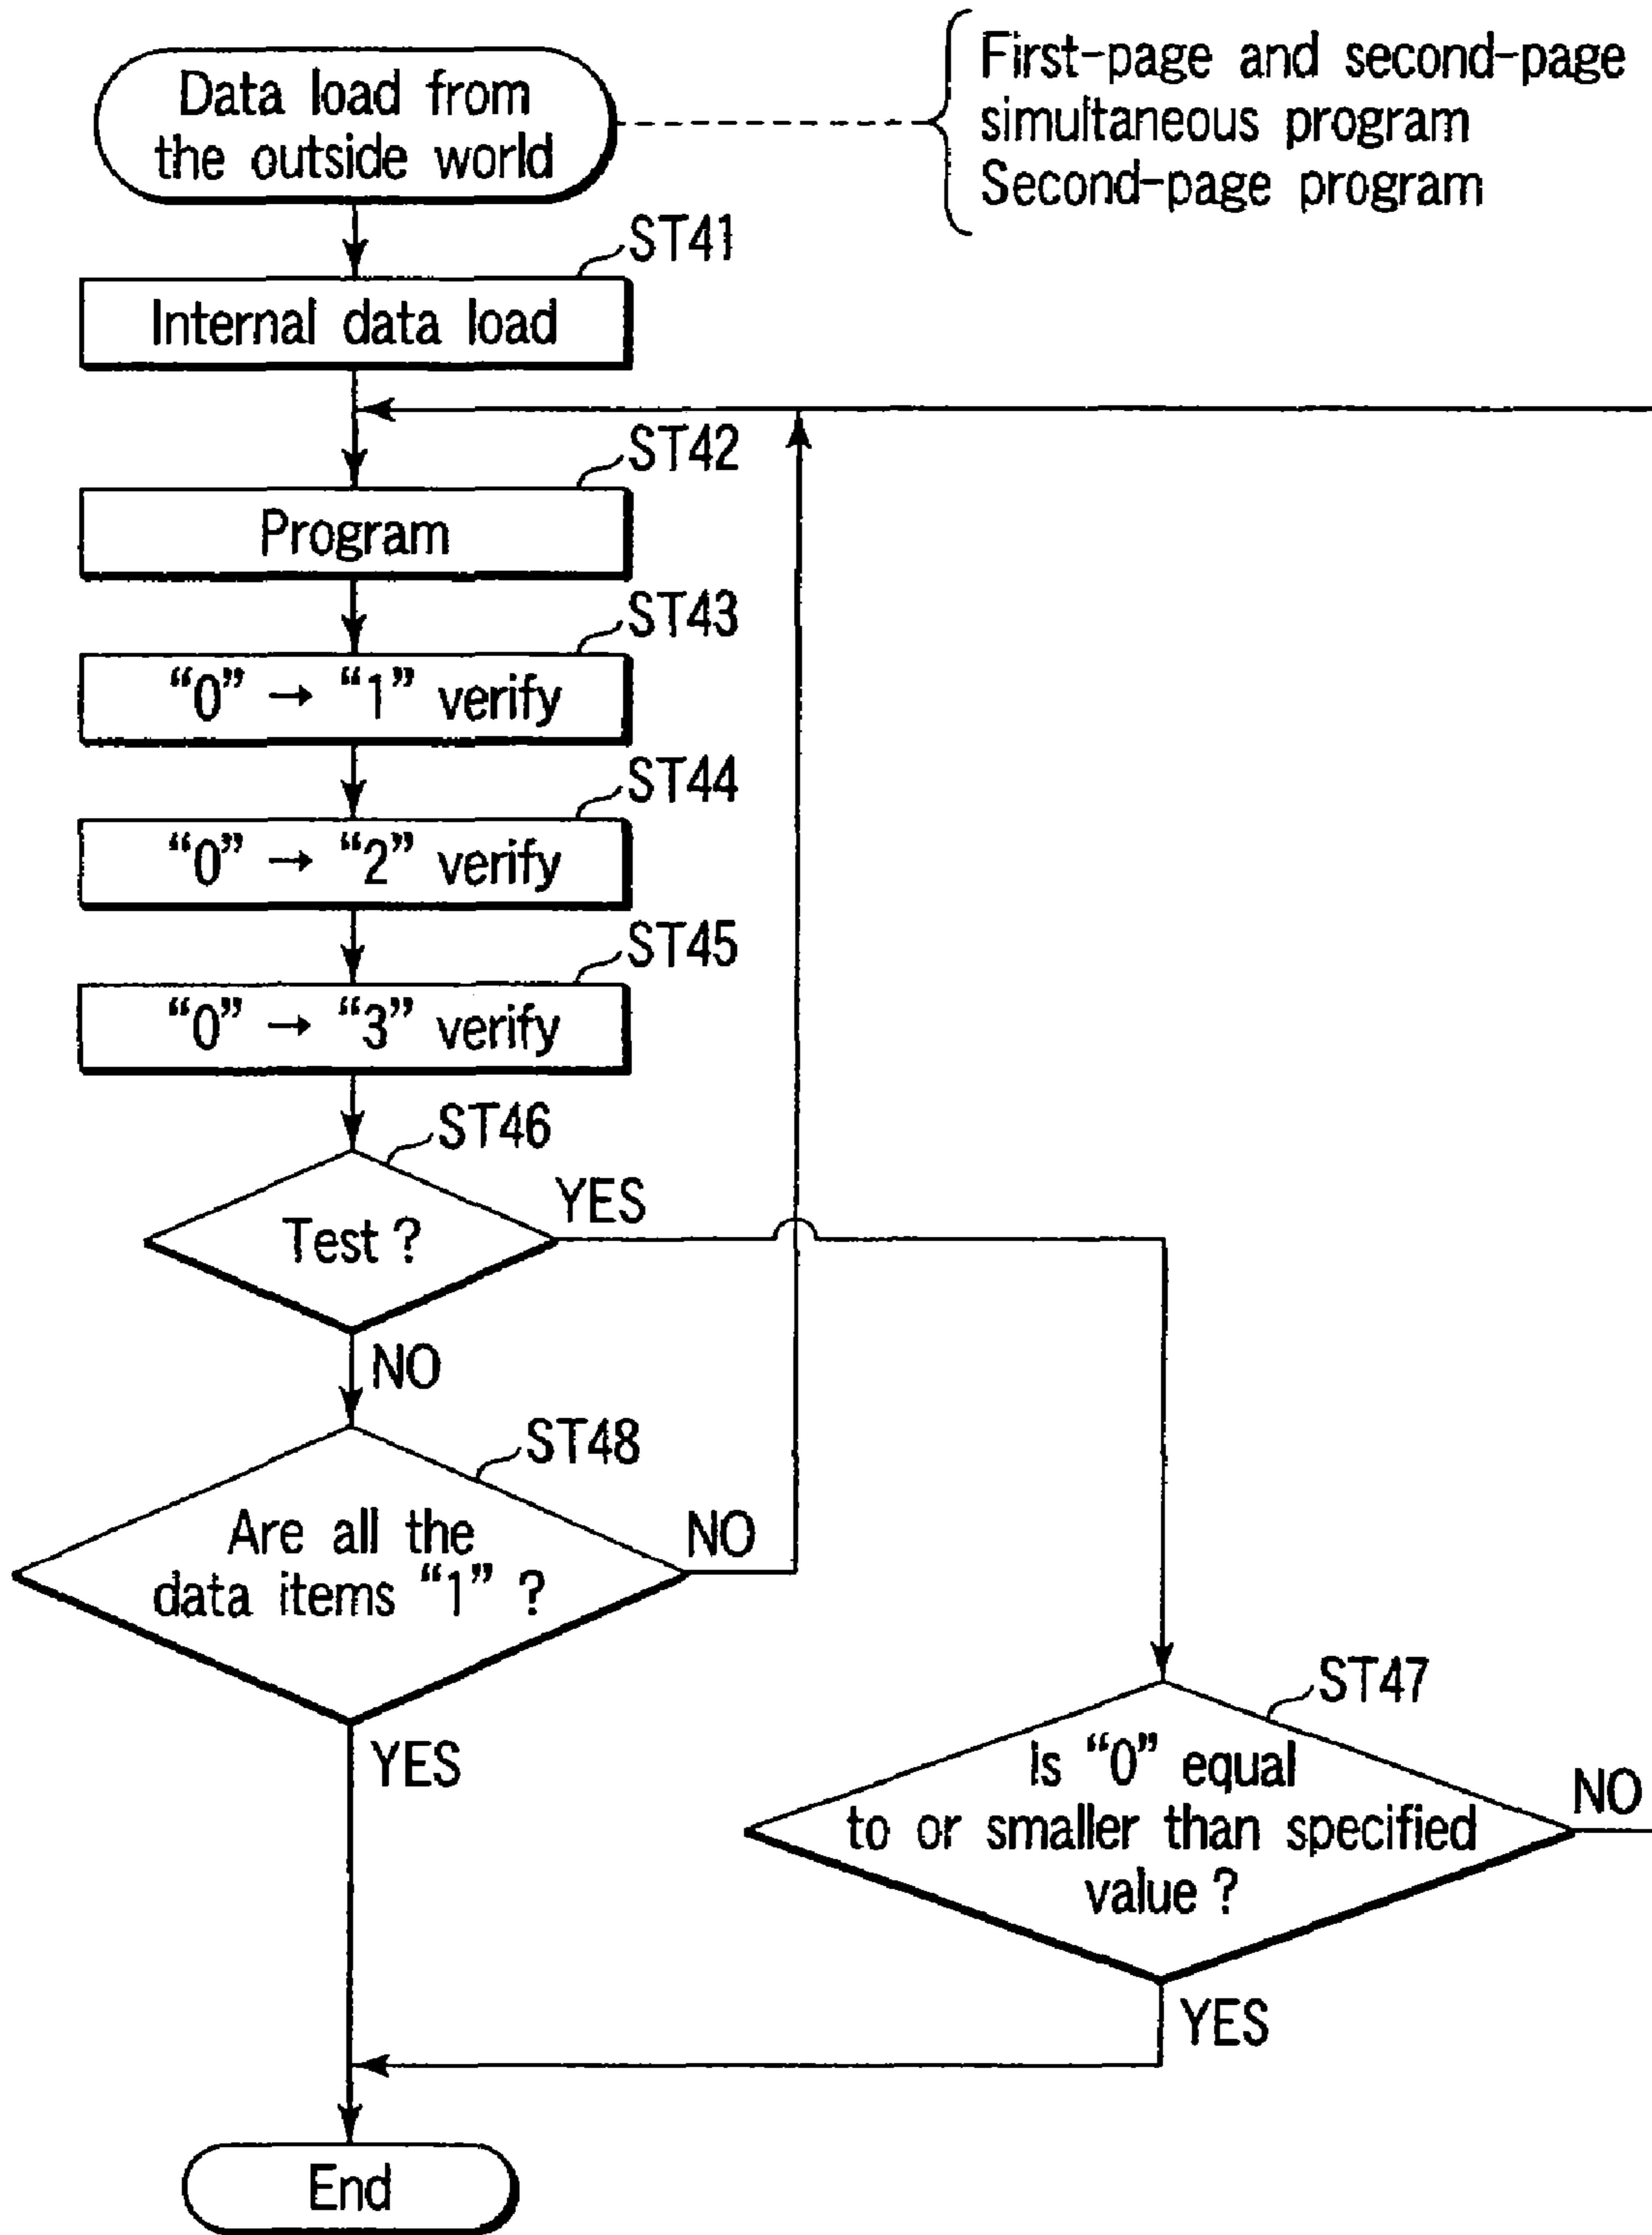 Data load from
the outside world
First-page and second-page
simultaneous program
Second-page program
ST41
Internal data load
ST42
Program
ST43
“0” → “1” verify
ST44
“0” → “2” verify
ST45
“0” → “3” verify
ST46
Test ?
YES
NO
ST48
Are all the
data items “1” ?
NO
YES
ST47
Is “0” equal
to or smaller than specified
value ?
NO
YES
End